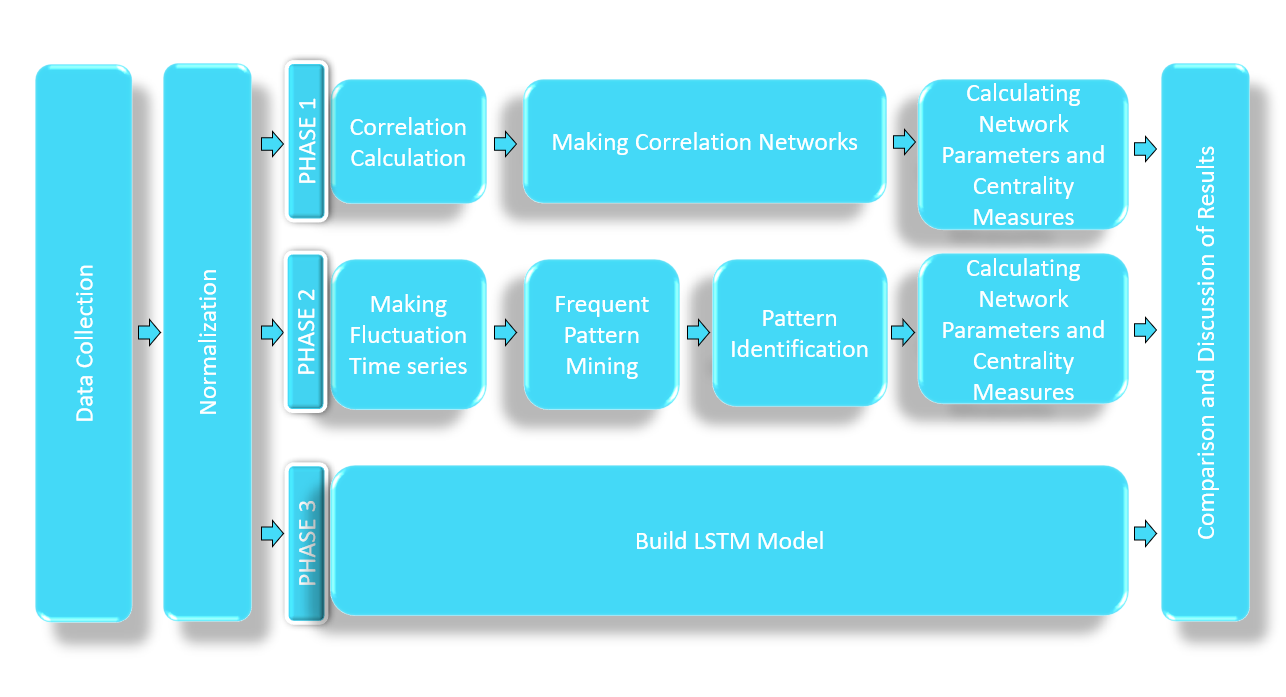 Data Collection
Normalization
PHASE 1
Correlation
Calculation
Making Correlation Networks
Calculating
Network
Parameters and
Centrality
Measures
PHASE 2
Making
Fluctuation
Time series
Frequent
Pattern
Mining
Pattern
Identification
Calculating
Network
Parameters and
Centrality
Measures
PHASE 3
Build LSTM Model
Comparison and Discussion of Results